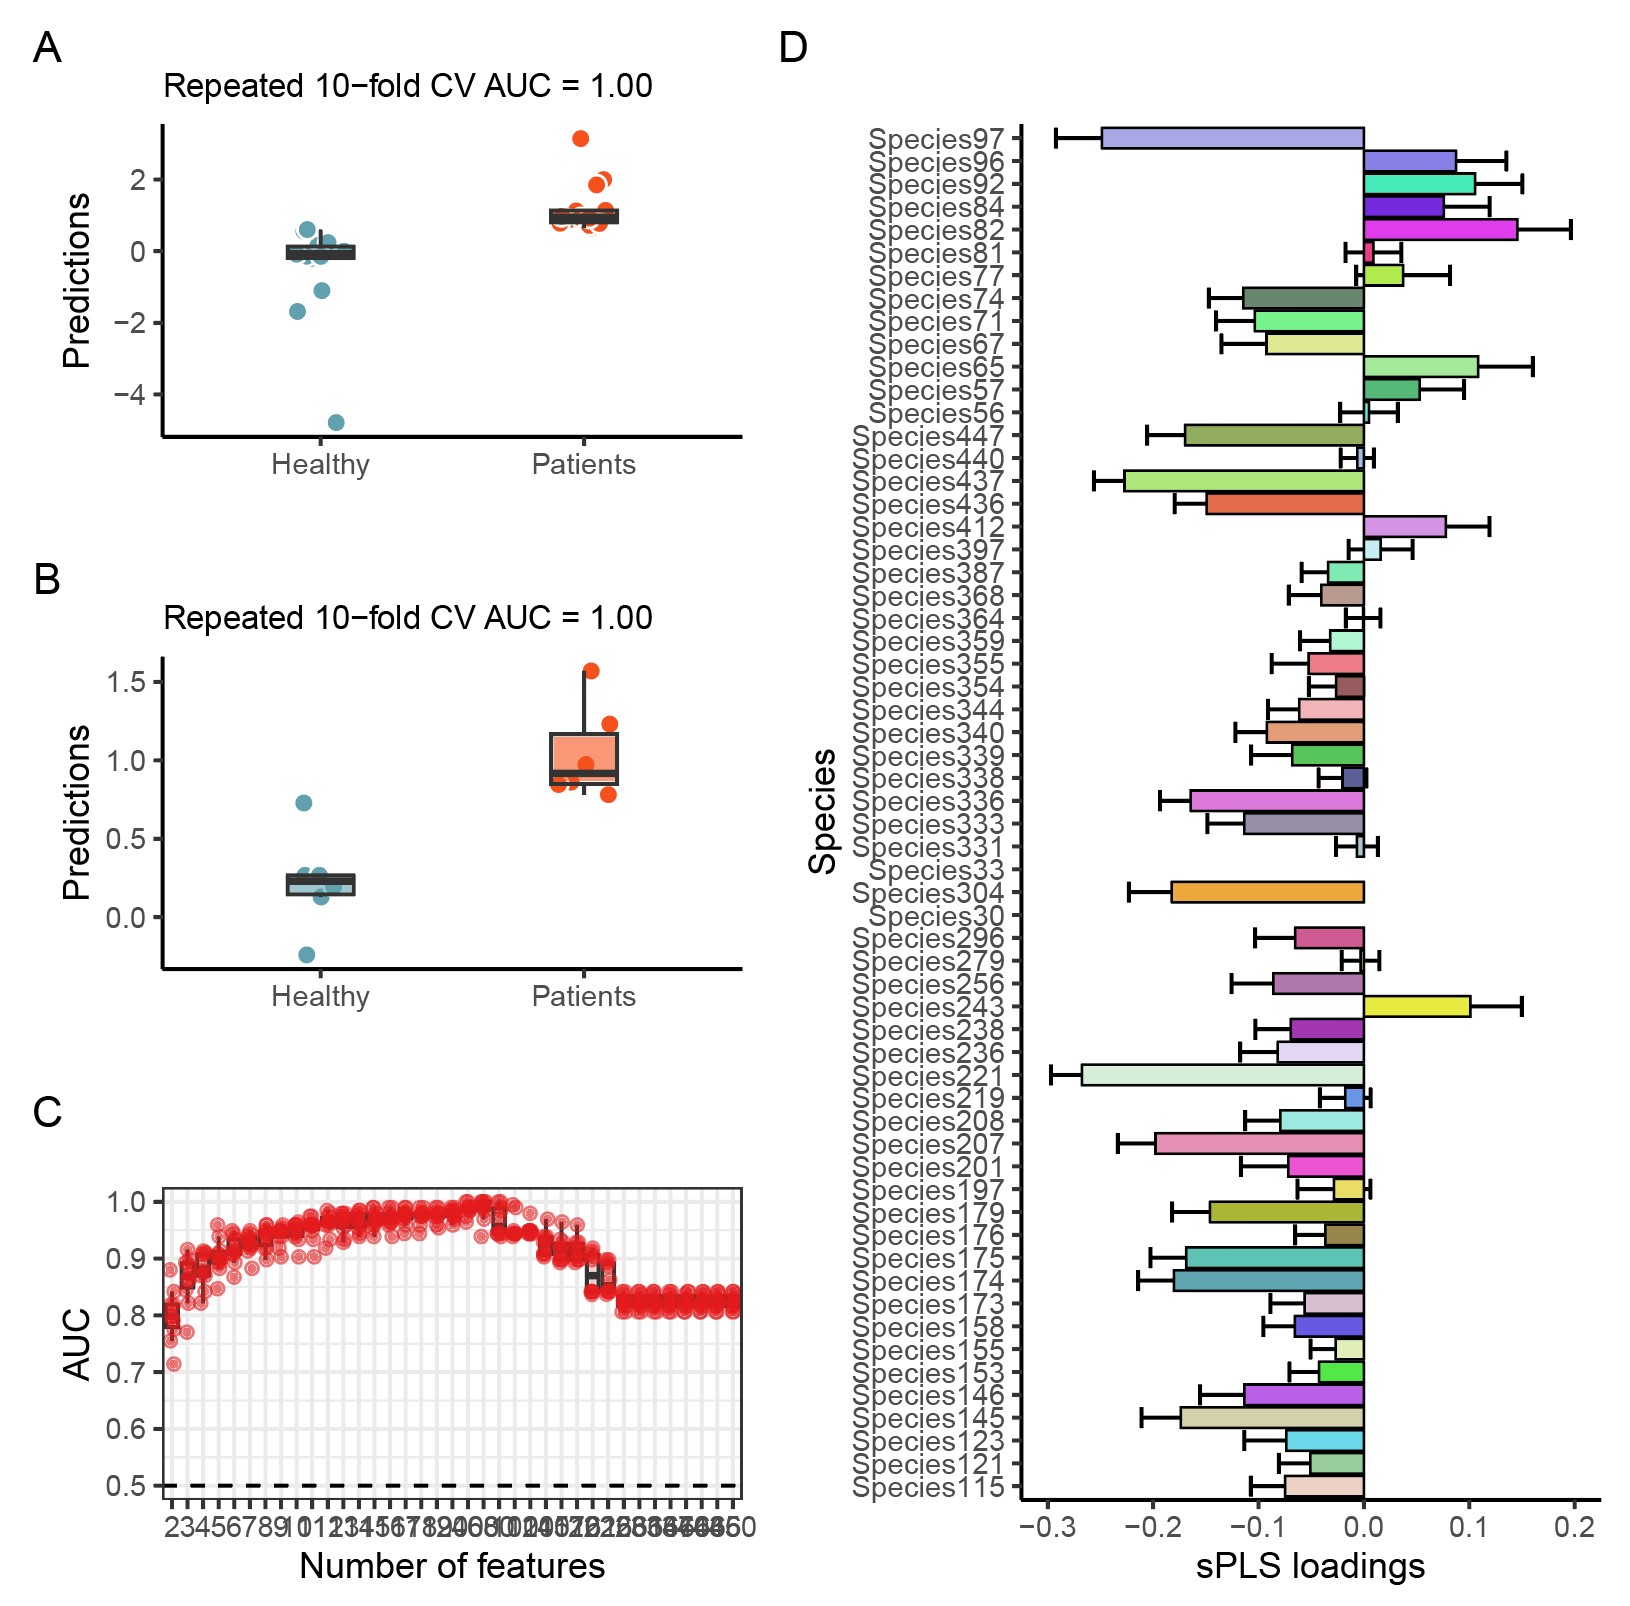 A
Repeated 10−fold CV AUC = 1.00
Predictions
2
0
−2
−4
Healthy
Patients
B
Repeated 10−fold CV AUC = 1.00
Predictions
1.5
1.0
0.5
0.0
Healthy
Patients
C
AUC
1.0
0.9
0.8
0.7
0.6
0.5
Number of features
D
Species
Species97
Species96
Species92
Species84
Species82
Species81
Species77
Species74
Species71
Species67
Species65
Species57
Species56
Species447
Species440
Species437
Species436
Species412
Species397
Species387
Species368
Species364
Species359
Species355
Species354
Species344
Species340
Species339
Species338
Species336
Species333
Species331
Species33
Species304
Species30
Species296
Species279
Species256
Species243
Species238
Species236
Species221
Species219
Species208
Species207
Species201
Species197
Species179
Species176
Species175
Species174
Species173
Species158
Species155
Species153
Species146
Species145
Species123
Species121
Species115
−0.3
−0.2
−0.1
0.0
0.1
0.2
sPLS loadings